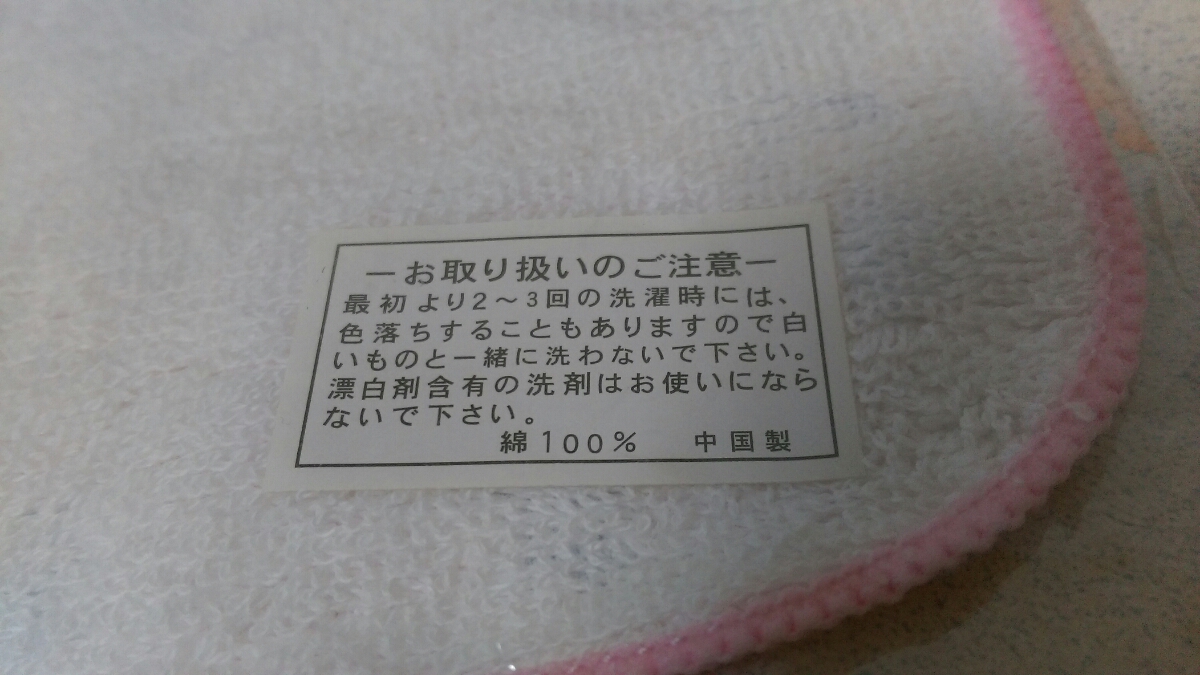 ーお取り扱いのご注意ー
最初より2～3回の洗濯時には、
色落ちすることもありますので白
いものと一緒に洗わないで下さい。
漂白剤含有の洗剤はお使いになら
ないで下さい。
綿100% 中国製